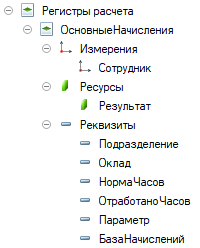 Регистры расчета
ОсновныеНачисления
Измерения
Сотрудник
Ресурсы
Результат
Реквизиты
Подразделение
Оклад
НормаЧасов
ОтработаноЧасов
Параметр
БазаНачислений